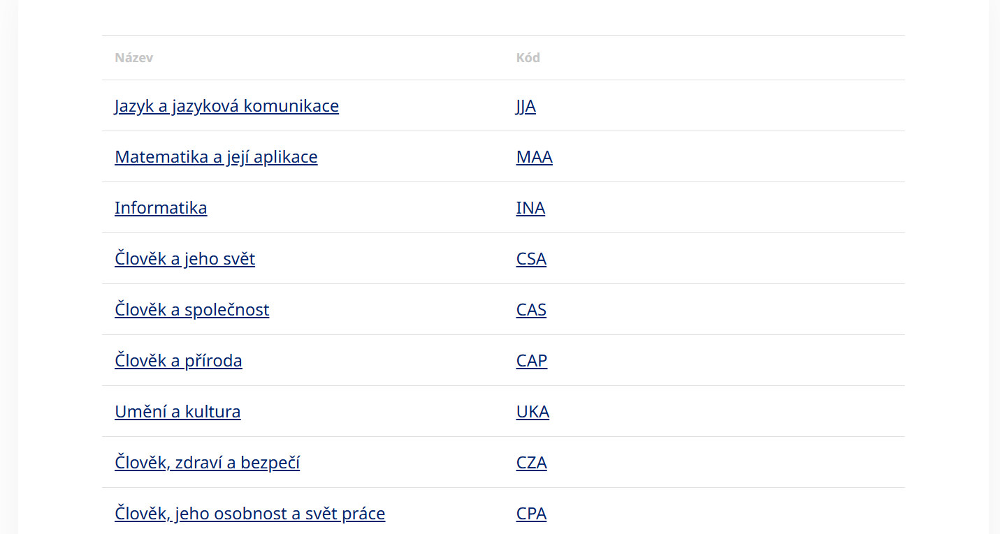 Název Kód
Jazyk a jazyková komunikace JJA
Matematika a její aplikace MAA
Informatika INA
Člověk a jeho svět CSA
Člověk a společnost CAS
Člověk a příroda CAP
Umění a kultura UKA
Člověk, zdraví a bezpečí CZA
Člověk, jeho osobnost a svět práce CPA